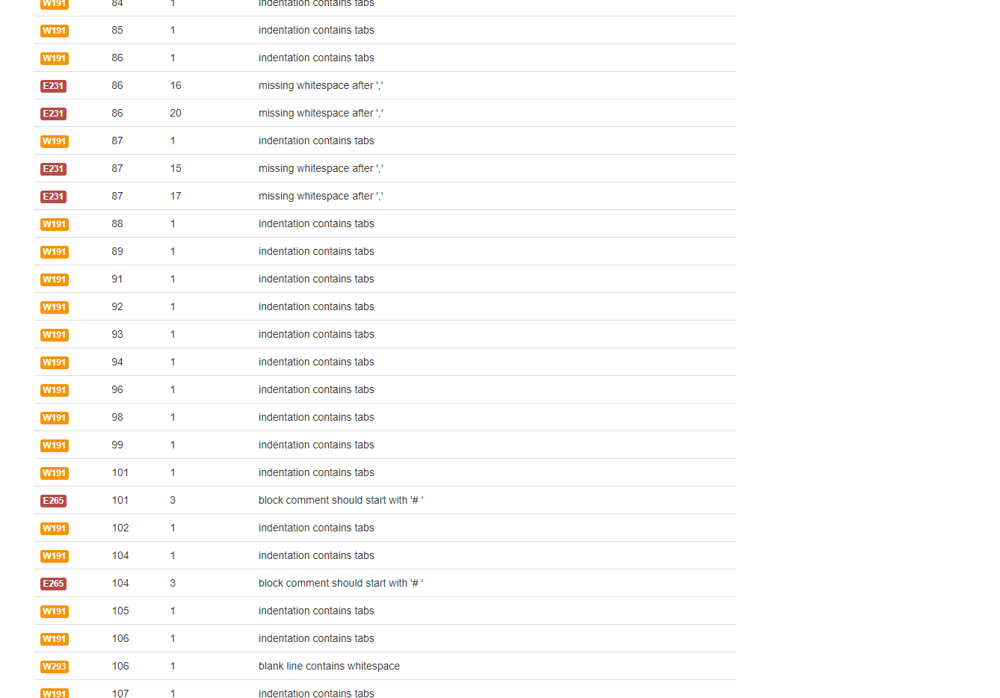 W191 84 1 indentation contains tabs
W191 85 1 indentation contains tabs
W191 86 1 indentation contains tabs
E231 86 16 missing whitespace after ','
E231 86 20 missing whitespace after ','
W191 87 1 indentation contains tabs
E231 87 15 missing whitespace after ','
E231 87 17 missing whitespace after ','
W191 88 1 indentation contains tabs
W191 89 1 indentation contains tabs
W191 91 1 indentation contains tabs
W191 92 1 indentation contains tabs
W191 93 1 indentation contains tabs
W191 94 1 indentation contains tabs
W191 96 1 indentation contains tabs
W191 98 1 indentation contains tabs
W191 99 1 indentation contains tabs
W191 101 1 indentation contains tabs
E265 101 3 block comment should start with '# '
W191 102 1 indentation contains tabs
W191 104 1 indentation contains tabs
E265 104 3 block comment should start with '# '
W191 105 1 indentation contains tabs
W191 106 1 indentation contains tabs
W293 106 1 blank line contains whitespace
W191 107 1 indentation contains tabs